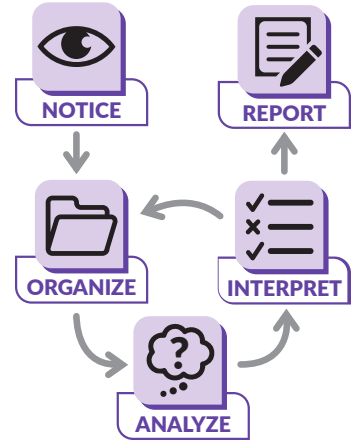 NOTICE
REPORT
ORGANIZE
INTERPRET
?
ANALYZE